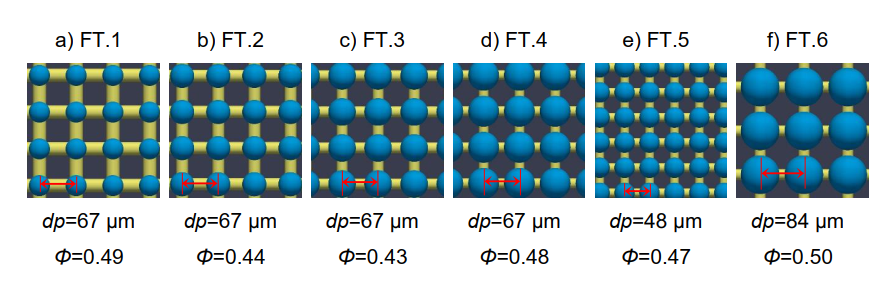 a) FT.1 b) FT.2 c) FT.3 d) FT.4 e) FT.5 f) FT.6
dp=67 μm dp=67 μm dp=67 μm dp=67 μm dp=48 μm dp=84 μm
Φ=0.49 Φ=0.44 Φ=0.43 Φ=0.48 Φ=0.47 Φ=0.50